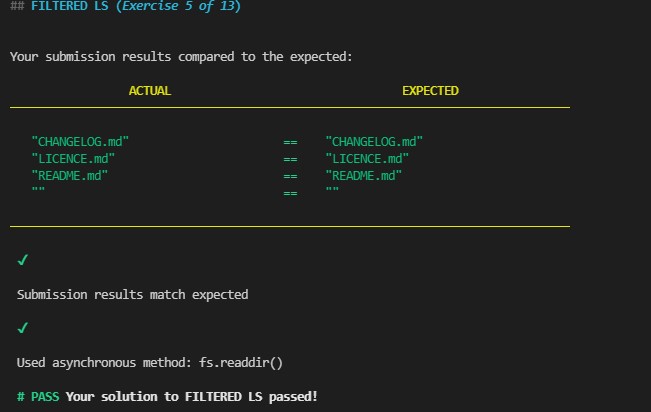 ## FILTERED LS (Exercise 5 of 13)
Your submission results compared to the expected:
ACTUAL EXPECTED
"CHANGELOG.md" == "CHANGELOG.md"
"LICENCE.md" == "LICENCE.md"
"README.md" == "README.md"
"" == ""
✓
Submission results match expected
✓
Used asynchronous method: fs.readdir()
# PASS Your solution to FILTERED LS passed!